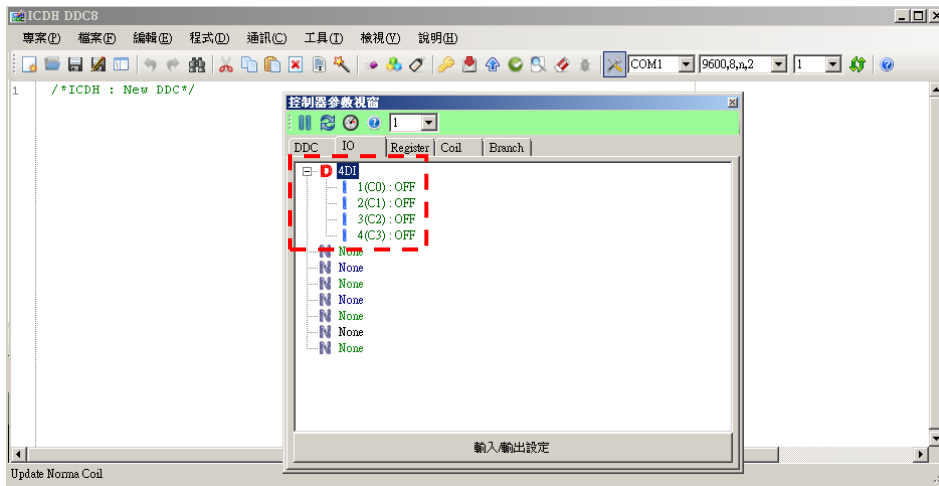 ICDH DDC8
專案(P) 檔案(F) 編輯(E) 程式(D) 通訊(C) 工具(T) 檢視(V) 說明(H)
COM1 9600,8,n,2 1
1 /*ICDH : New DDC*/
控制器參數視窗
1
DDC IO Register Coil Branch
4DI
1(C0) : OFF
2(C1) : OFF
3(C2) : OFF
4(C3) : OFF
None
None
None
None
None
None
None
輸入/輸出設定
Update Norma Coil